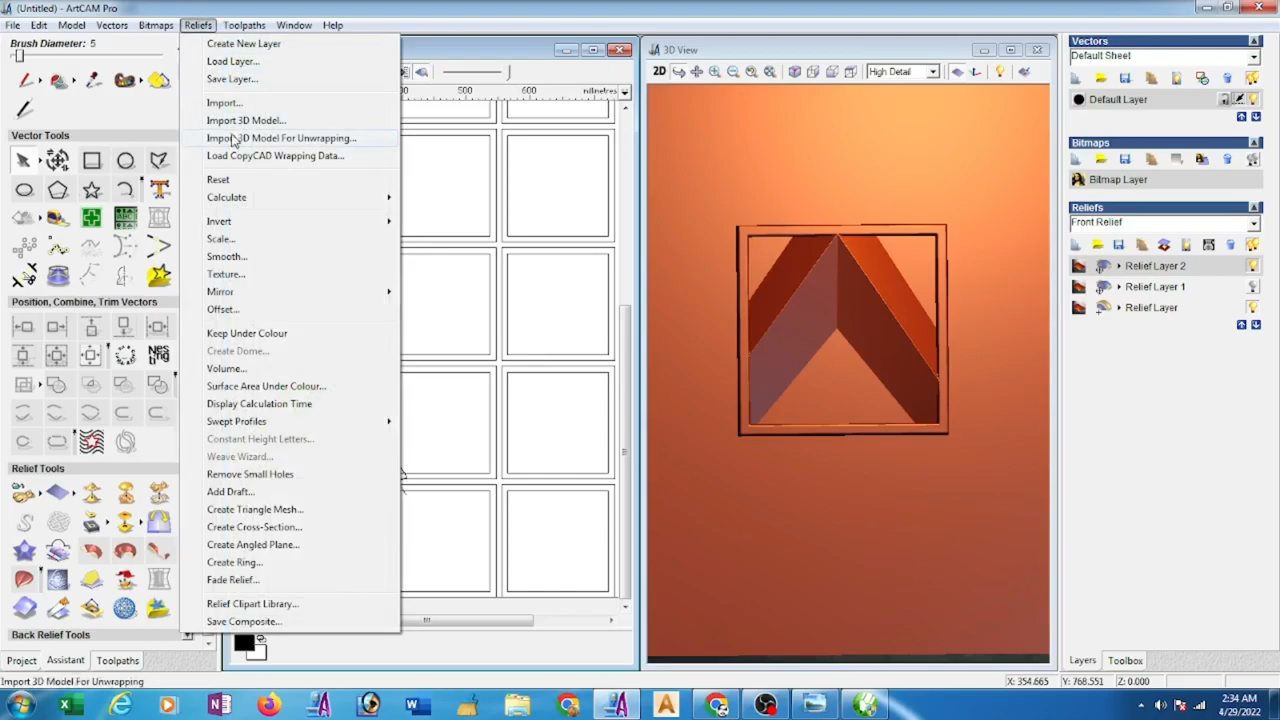 (Untitled) - ArtCAM Pro
File Edit Model Vectors Bitmaps Reliefs Toolpaths Window Help
Brush Diameter: 5
Vector Tools
Position, Combine, Trim Vectors
Nes
ting
Relief Tools
Back Relief Tools
Project Assistant Toolpaths
Import 3D Model For Unwrapping
Create New Layer
Load Layer...
Save Layer...
Import...
Import 3D Model...
Import 3D Model For Unwrapping...
Load CopyCAD Wrapping Data...
Reset
Calculate
Invert
Scale...
Smooth...
Texture...
Mirror
Offset...
Keep Under Colour
Create Dome...
Volume...
Surface Area Under Colour...
Display Calculation Time
Swept Profiles
Constant Height Letters...
Weave Wizard...
Remove Small Holes
Add Draft...
Create Triangle Mesh...
Create Cross-Section...
Create Angled Plane...
Create Ring...
Fade Relief...
Relief Clipart Library...
Save Composite...
500 600 millimetres
3D View
2D High Detail
Vectors
Default Sheet
Default Layer
Bitmaps
Bitmap Layer
Reliefs
Front Relief
Relief Layer 2
Relief Layer 1
Relief Layer
Layers Toolbox
X: 354.665 Y: 768.551 Z: 0.000
2:34 AM
4/29/2022